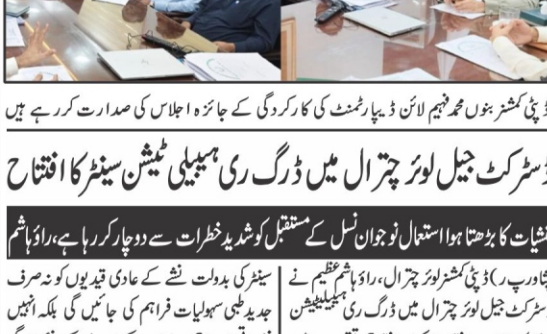 ڈپٹی کمشنر بنوں محمد فہیم لائن ڈیپارٹمنٹ کی کارکردگی کے جائزہ اجلاس کی صدارت کر رہے ہیں
ڈسٹرکٹ جیل لوئر چترال میں ڈرگ ری ہیبیلی ٹیشن سینٹر کا افتتاح
منشیات کا بڑھتا ہوا استعمال نوجوان نسل کے مستقبل کو شدید خطرات سے دوچار کر رہا ہے، راؤ ہاشم
پشاور پ ر) ڈپٹی کمشنر لوئر چترال، راؤ ہاشم عظیم نے
ڈسٹرکٹ جیل لوئر چترال میں ڈرگ ری ہیبیلیٹیشن
سینٹر کی بدولت نشے کے عادی قیدیوں کو نہ صرف
جدید طبی سہولیات فراہم کی جائیں گی بلکہ انہیں